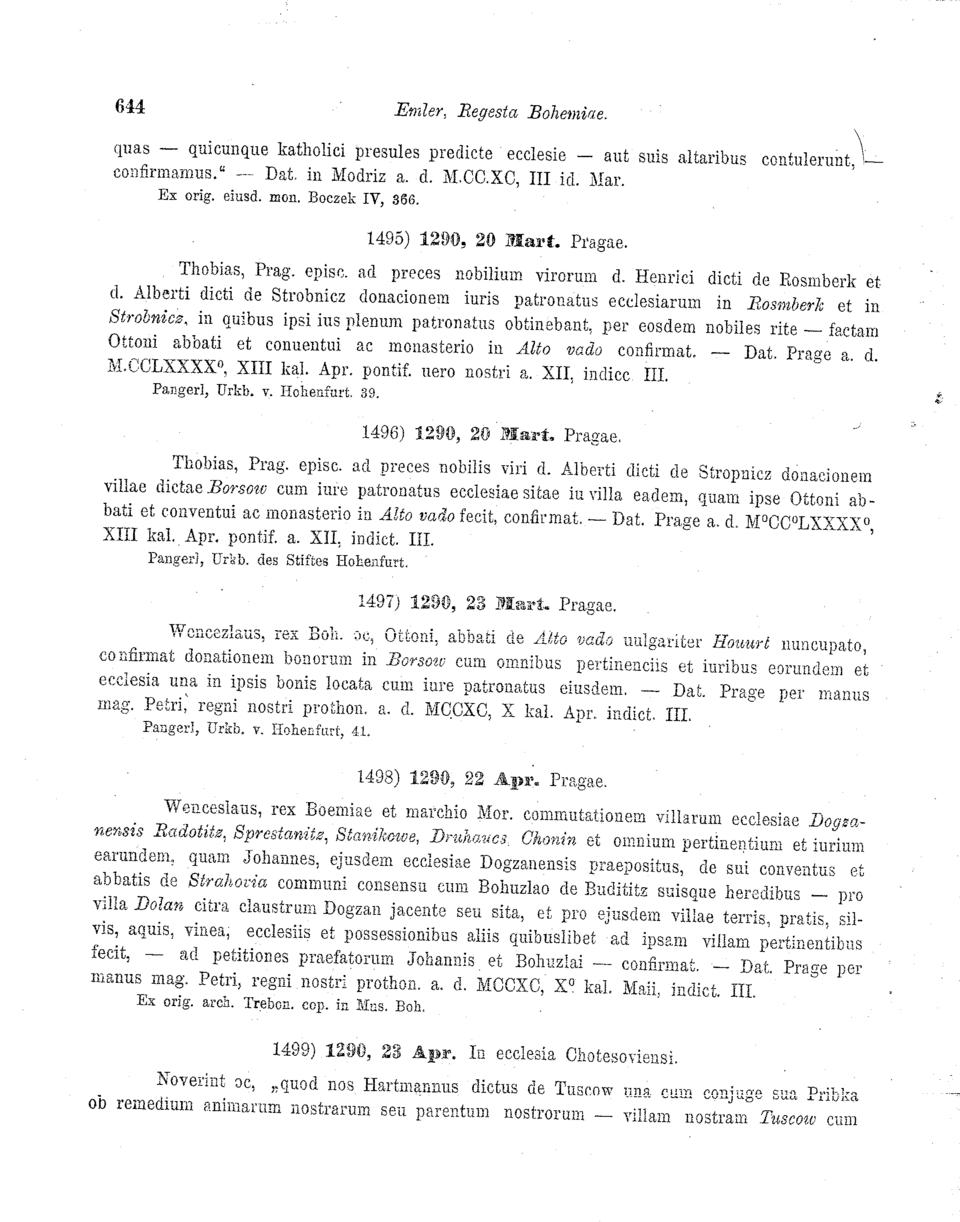 644 Emler, Regesta Bohemiae.
quas — quicunque katholici presules predicte ecclesie — aut suis altaribus contulerunt, —
confirmamus.“ — Dat. in Modriz a. d. M.CC.XC, III id. Mar.
Ex orig. eiusd. mon. Boczek IV, 366.
1495) 1290, 20 Mart. Pragae.
Thobias, Prag. episc. ad preces nobilium virorum d. Henrici dicti de Rosmberk et
d. Alberti dicti de Strobnicz donacionem iuris patronatus ecclesiarum in Rosmberk et in
Strobnicz, in quibus ipsi ius plenum patronatus obtinebant, per eosdem nobiles rite — factam
Ottoni abbati et conuentui ac monasterio in Alto vado confirmat. — Dat. Prage a. d.
M.CCLXXXXº, XIII kal. Apr. pontif. uero nostri a. XII, indicc III.
Pangerl, Urkb. v. Hohenfurt. 39.
1496) 1290, 20 Mart. Pragae.
Thobias, Prag. episc. ad preces nobilis viri d. Alberti dicti de Stropnicz donacionem
villae dictae Borsow cum iure patronatus ecclesiae sitae iu villa eadem, quam ipse Ottoni ab-
bati et conventui ac monasterio in Alto vado fecit, confirmat. — Dat. Prage a. d. MºCCºLXXXXº,
XIII kal. Apr. pontif. a. XII, indict. III.
Pangerl, Urkb. des Stiftes Hohenfurt.
1497) 1290, 23 Mart. Pragae.
Wencezlaus, rex Boh. ɔc, Ottoni, abbati de Alto vado uulgariter Houurt nuncupato,
confirmat donationem bonorum in Borsow cum omnibus pertinenciis et iuribus eorundem et
ecclesia una in ipsis bonis locata cum iure patronatus eiusdem. — Dat. Prage per manus
mag. Petri, regni nostri prothon. a. d. MCCXC, X kal. Apr. indict. III.
Pangerl, Urkb. v. Hohenfurt, 41.
1498) 1290, 22 Apr. Pragae.
Wenceslaus, rex Boemiae et marchio Mor. commutationem villarum ecclesiae Dogza-
nensis Radotitz, Sprestanitz, Stanikowe, Druhaucs, Chonin et omnium pertinentium et iurium
earundem, quam Johannes, ejusdem ecclesiae Dogzanensis praepositus, de sui conventus et
abbatis de Strahovia communi consensu cum Bohuzlao de Budititz suisque heredibus — pro
villa Dolan citra claustrum Dogzan jacente seu sita, et pro ejusdem villae terris, pratis, sil-
vis, aquis, vinea, ecclesiis et possessionibus aliis quibuslibet ad ipsam villam pertinentibus
fecit, — ad petitiones praefatorum Johannis et Bohuzlai — confirmat. — Dat. Prage per
manus mag. Petri, regni nostri prothon. a. d. MCCXC, Xº kal. Maii, indict. III.
Ex orig. arch. Trebon. cop. in Mus. Boh.
1499) 1290, 23 Apr. In ecclesia Chotesoviensi.
Noverint ɔc, „quod nos Hartmannus dictus de Tuscow una cum conjuge sua Pribka
ob remedium animarum nostrarum seu parentum nostrorum — villam nostram Tuscow cum